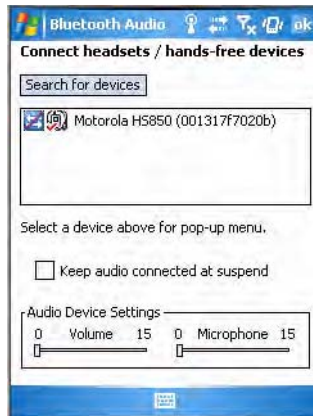 Bluetooth Audio ok
Connect headsets / hands-free devices
Search for devices
Motorola HS850 (001317f7020b)
Select a device above for pop-up menu.
Keep audio connected at suspend
Audio Device Settings
0 Volume 15 0 Microphone 15